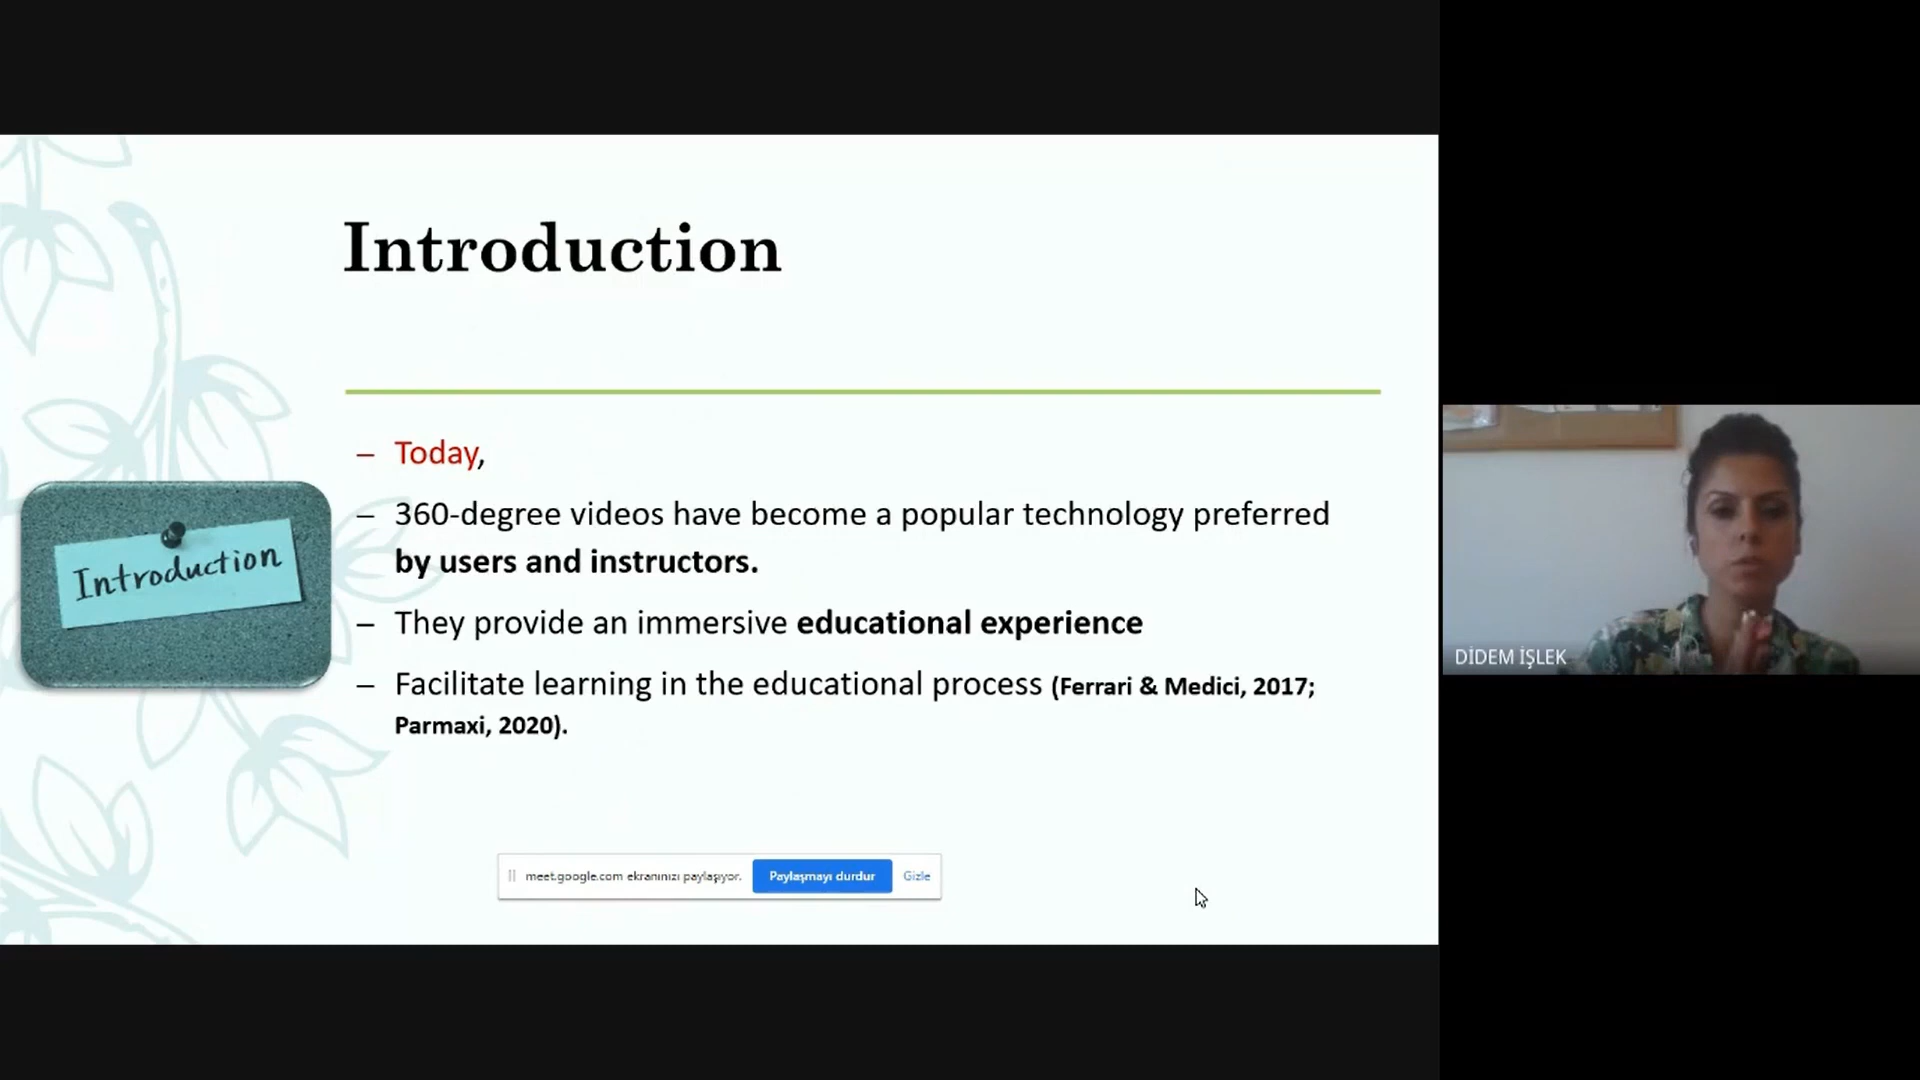 Introduction
– Today,
– 360-degree videos have become a popular technology preferred
by users and instructors.
– They provide an immersive educational experience
– Facilitate learning in the educational process (Ferrari & Medici, 2017;
Parmaxi, 2020).
Introduction
meet.google.com ekranınızı paylaşıyor. Paylaşmayı durdur Gizle
DİDEM İŞLEK